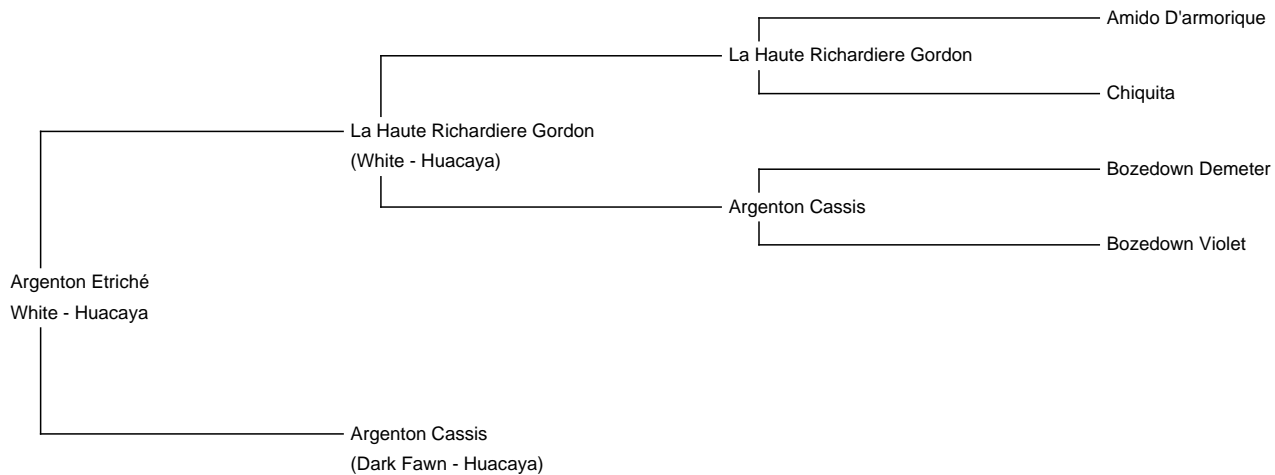 Amido D'armorique
La Haute Richardiere Gordon
Chiquita
La Haute Richardiere Gordon
(White - Huacaya)
Bozedown Demeter
Argenton Cassis
Bozedown Violet
Argenton Etriché
White - Huacaya
Argenton Cassis
(Dark Fawn - Huacaya)